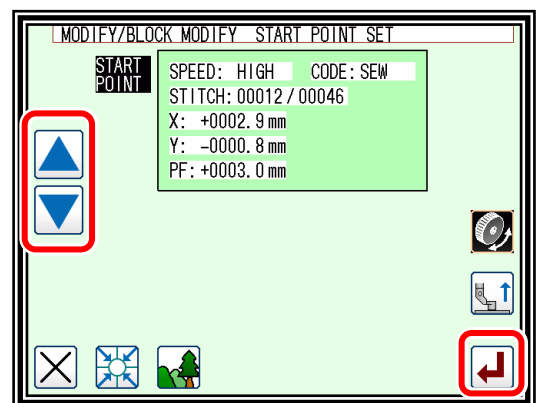 MODIFY/BLOCK MODIFY START POINT SET
START
POINT
SPEED: HIGH CODE: SEW
STITCH: 00012 / 00046
X: +0002.9 mm
Y: -0000.8 mm
PF: +0003.0 mm